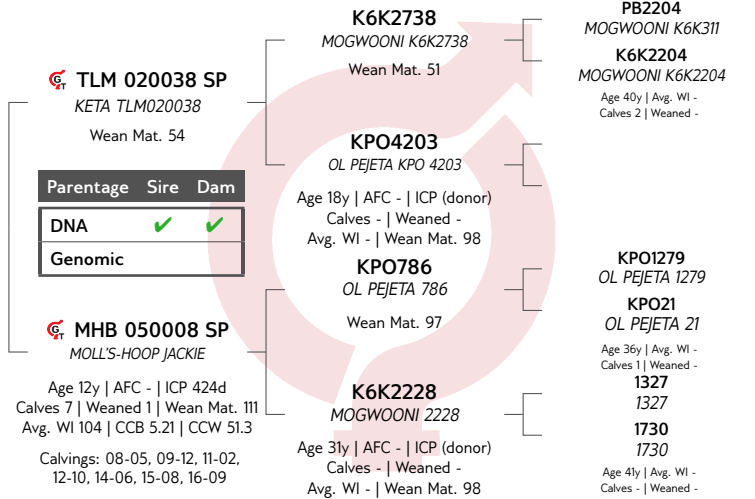 G T TLM 020038 SP
KETA TLM020038
Wean Mat. 54
Parentage Sire Dam
DNA ✔ ✔
Genomic
G T MHB 050008 SP
MOLL'S-HOOP JACKIE
Age 12y | AFC - | ICP 424d
Calves 7 | Weaned 1 | Wean Mat. 111
Avg. WI 104 | CCB 5.21 | CCW 51.3
Calvings: 08-05, 09-12, 11-02,
12-10, 14-06, 15-08, 16-09
K6K2738
MOGWOONI K6K2738
Wean Mat. 51
KPO4203
OL PEJETA KPO 4203
Age 18y | AFC - | ICP (donor)
Calves - | Weaned -
Avg. WI - | Wean Mat. 98
KPO786
OL PEJETA 786
Wean Mat. 97
K6K2228
MOGWOONI 2228
Age 31y | AFC - | ICP (donor)
Calves - | Weaned -
Avg. WI - | Wean Mat. 98
PB2204
MOGWOONI K6K311
K6K2204
MOGWOONI K6K2204
Age 40y | Avg. WI -
Calves 2 | Weaned -
KPO1279
OL PEJETA 1279
KPO21
OL PEJETA 21
Age 36y | Avg. WI -
Calves 1 | Weaned -
1327
1327
1730
1730
Age 41y | Avg. WI -
Calves - | Weaned -